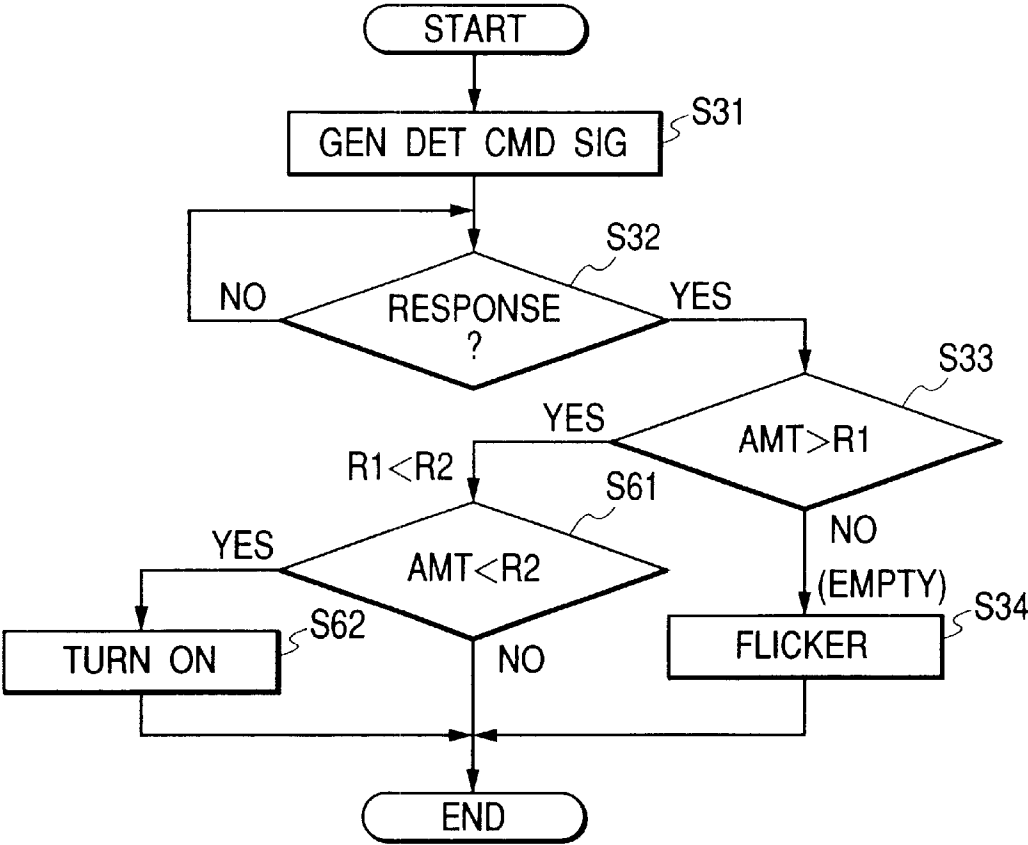 START
GEN DET CMD SIG
S31
S32
NO
RESPONSE
?
YES
S33
YES
AMT>R1
R1<R2
S61
NO
YES
AMT<R2
(EMPTY)
S62
S34
TURN ON
NO
FLICKER
END